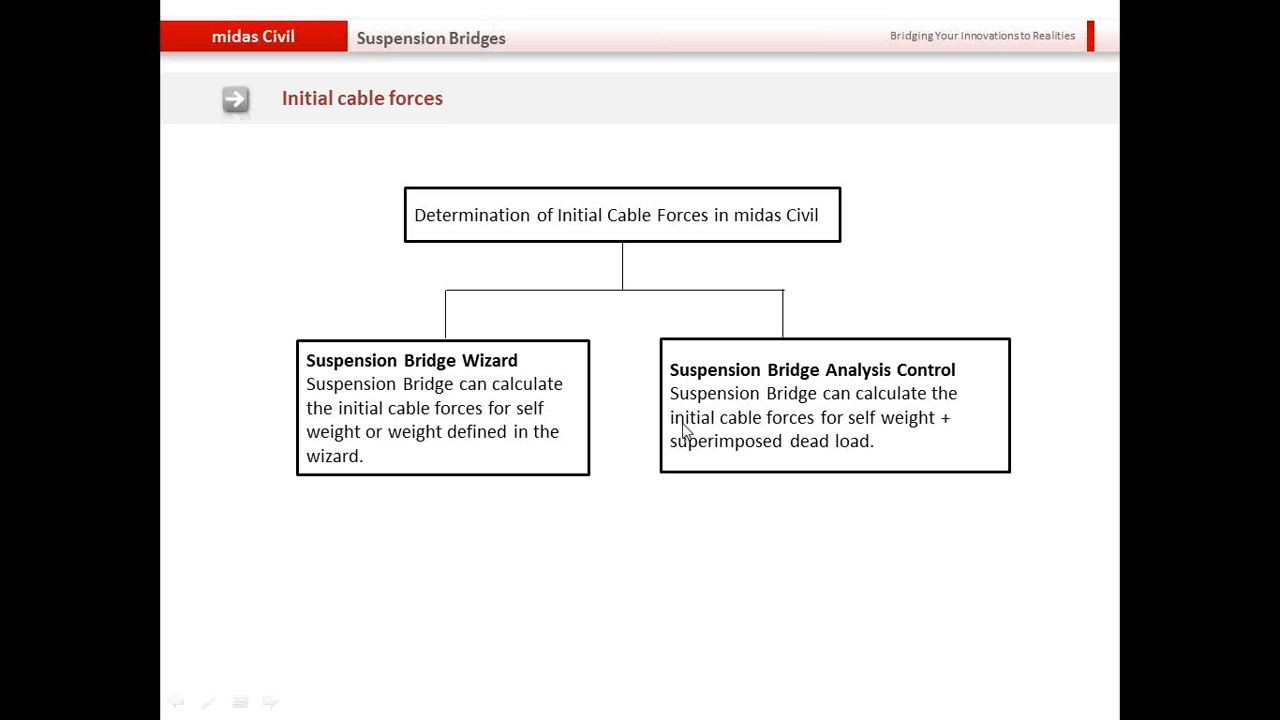 midas Civil
Suspension Bridges
Bringing Your Innovations to Realities
Initial cable forces
Determination of Initial Cable Forces in midas Civil
Suspension Bridge Wizard
Suspension Bridge can calculate
the initial cable forces for self
weight or weight defined in the
wizard.
Suspension Bridge Analysis Control
Suspension Bridge can calculate the
initial cable forces for self weight +
superimposed dead load.